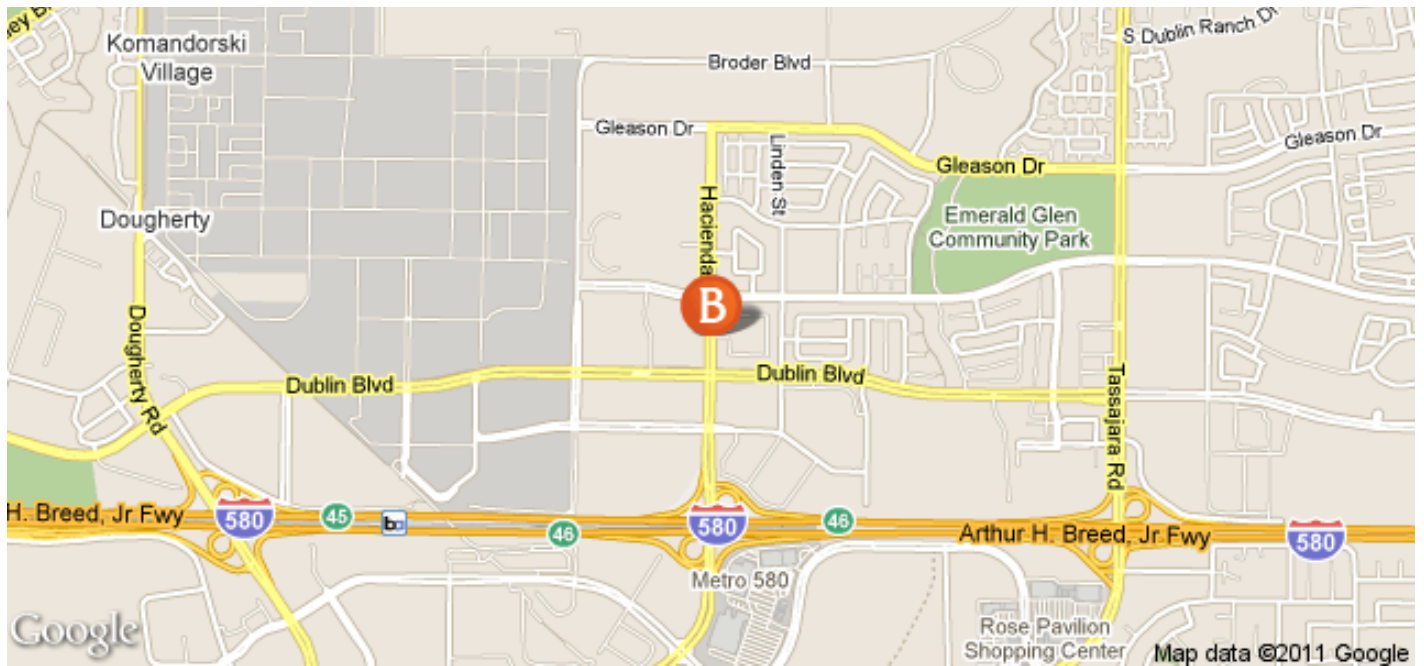 ey Bl
Komandorski
Village
S Dublin Ranch Dr
Broder Blvd
Gleason Dr
Linden St
Gleason Dr
Gleason Dr
Hacienda
Dougherty
Emerald Glen
Community Park
B
Dougherty Rd
Dublin Blvd
Dublin Blvd
Tassajara Rd
H. Breed, Jr Fwy
580
45
46
580
46
Arthur H. Breed, Jr Fwy
580
Metro 580
Google
Rose Pavilion
Shopping Center
Map data ©2011 Google